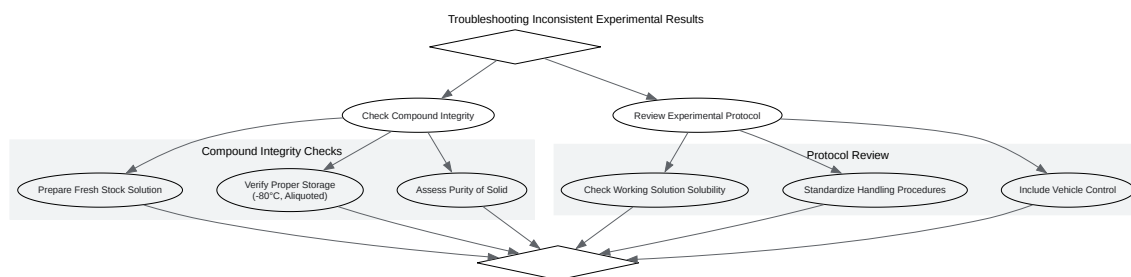 Troubleshooting Inconsistent Experimental Results
Check Compound Integrity
Review Experimental Protocol
Compound Integrity Checks
Protocol Review
Prepare Fresh Stock Solution
Verify Proper Storage
(-80°C, Aliquoted)
Assess Purity of Solid
Check Working Solution Solubility
Standardize Handling Procedures
Include Vehicle Control